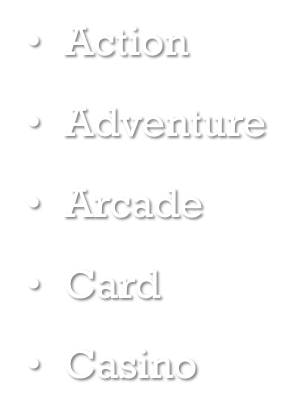 • Action
• Adventure
• Arcade
• Card
• Casino